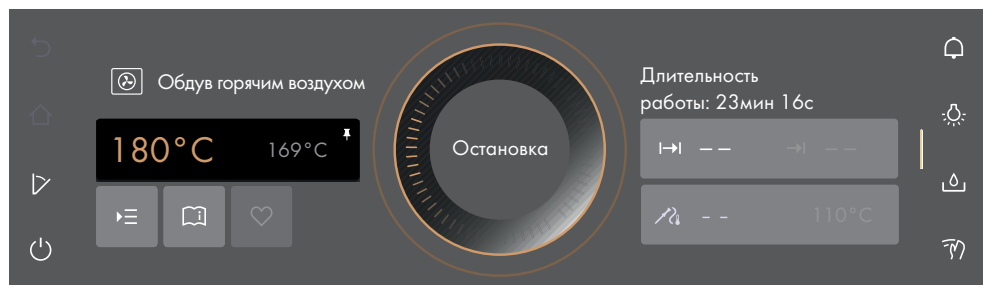 Обдув горячим воздухом
180°C
169°C
Остановка
Длительность
работы: 23мин 16с
– –
– –
- -
110°C